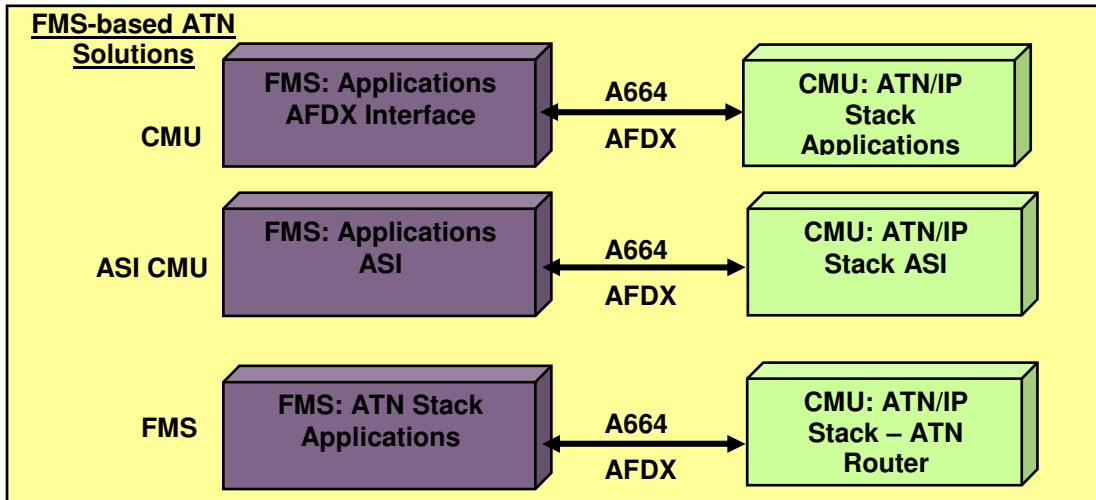 FMS-based ATN
Solutions
CMU
FMS: Applications
AFDX Interface
A664
AFDX
CMU: ATN/IP
Stack
Applications
ASI CMU
FMS: Applications
ASI
A664
AFDX
CMU: ATN/IP
Stack ASI
FMS
FMS: ATN Stack
Applications
A664
AFDX
CMU: ATN/IP
Stack – ATN
Router